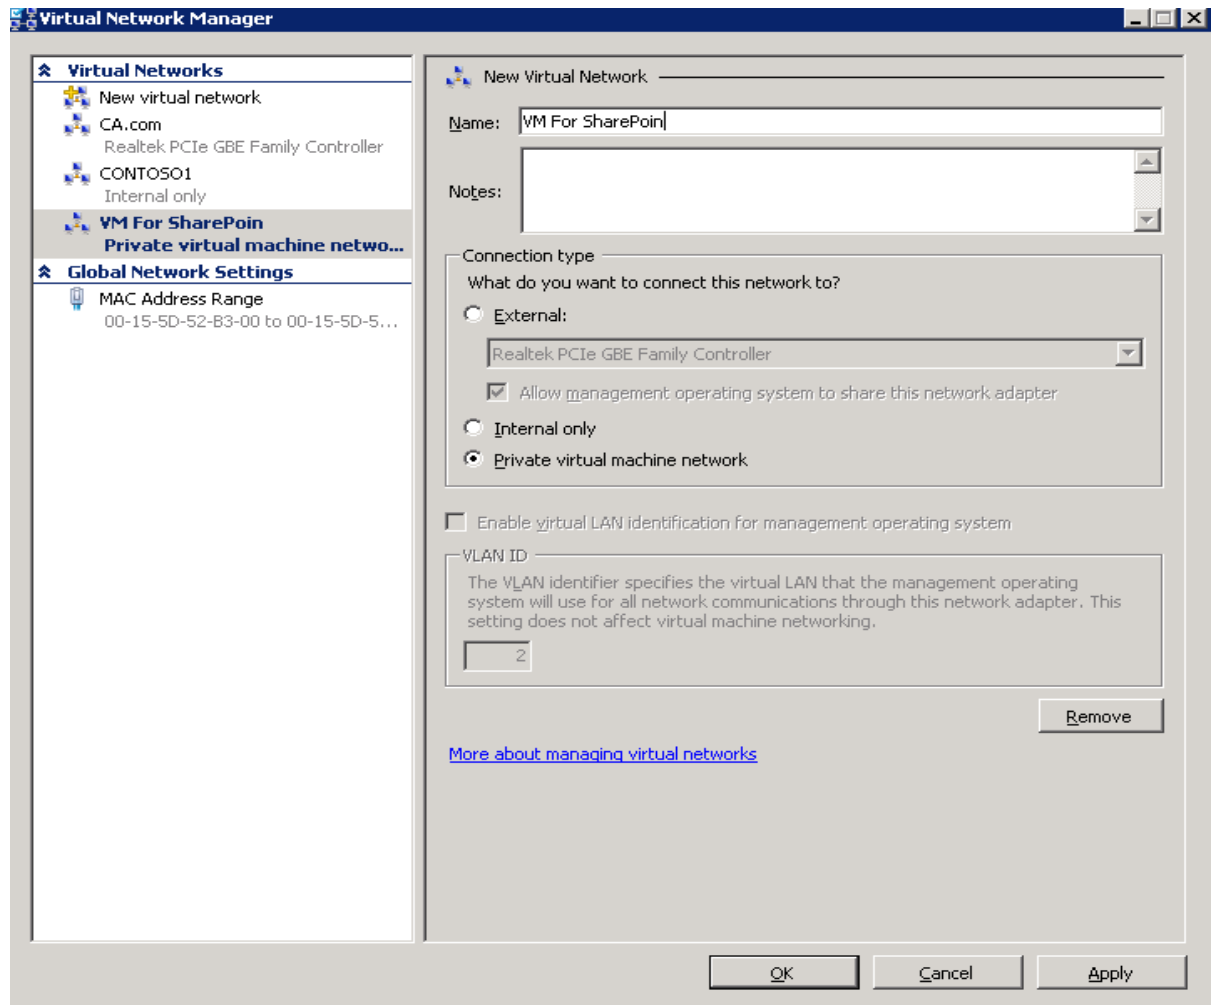 Virtual Network Manager
Virtual Networks
New virtual network
CA.com
Realtek PCIe GBE Family Controller
CONTOSO1
Internal only
VM For SharePoin
Private virtual machine netwo...
Global Network Settings
MAC Address Range
00-15-5D-52-B3-00 to 00-15-5D-5...
New Virtual Network
Name: VM For SharePoin
Notes:
Connection type
What do you want to connect this network to?
External:
Realtek PCIe GBE Family Controller
Allow management operating system to share this network adapter
Internal only
Private virtual machine network
Enable virtual LAN identification for management operating system
VLAN ID
The VLAN identifier specifies the virtual LAN that the management operating
system will use for all network communications through this network adapter. This
setting does not affect virtual machine networking.
2
Remove
More about managing virtual networks
OK Cancel Apply